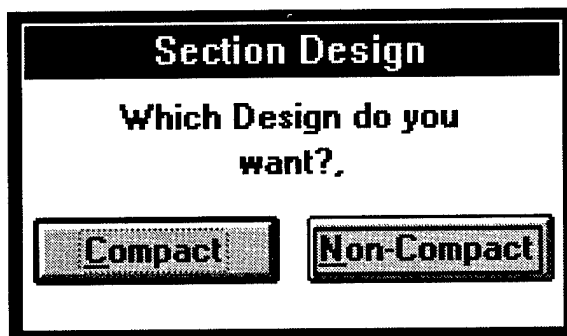 Section Design
Which Design do you
want?,
Compact
Non-Compact